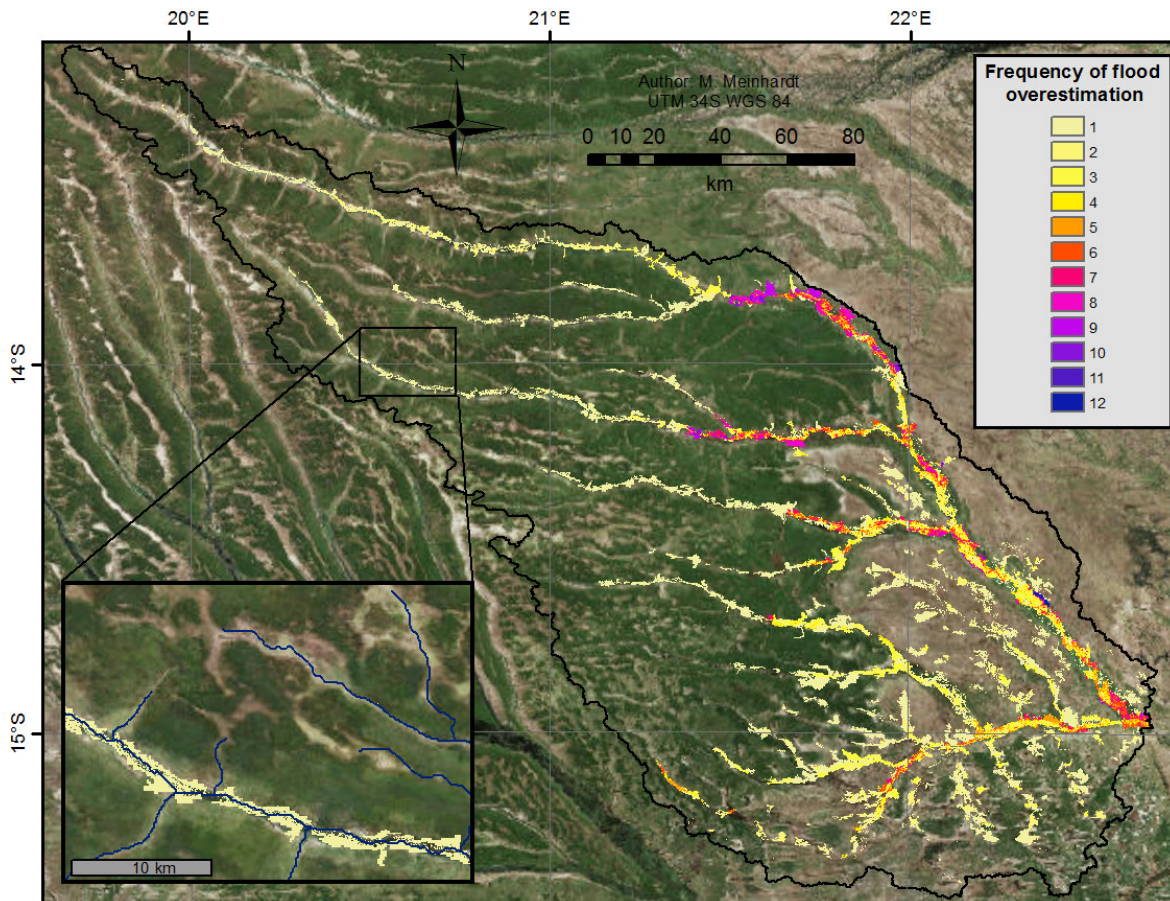 20°E 21°E 22°E
N
Author: M. Meinhardt
UTM 34S WGS 84
0 10 20 40 60 80
km
Frequency of flood
overestimation
1
2
3
4
5
6
7
8
9
10
11
12
14°S
15°S
10 km